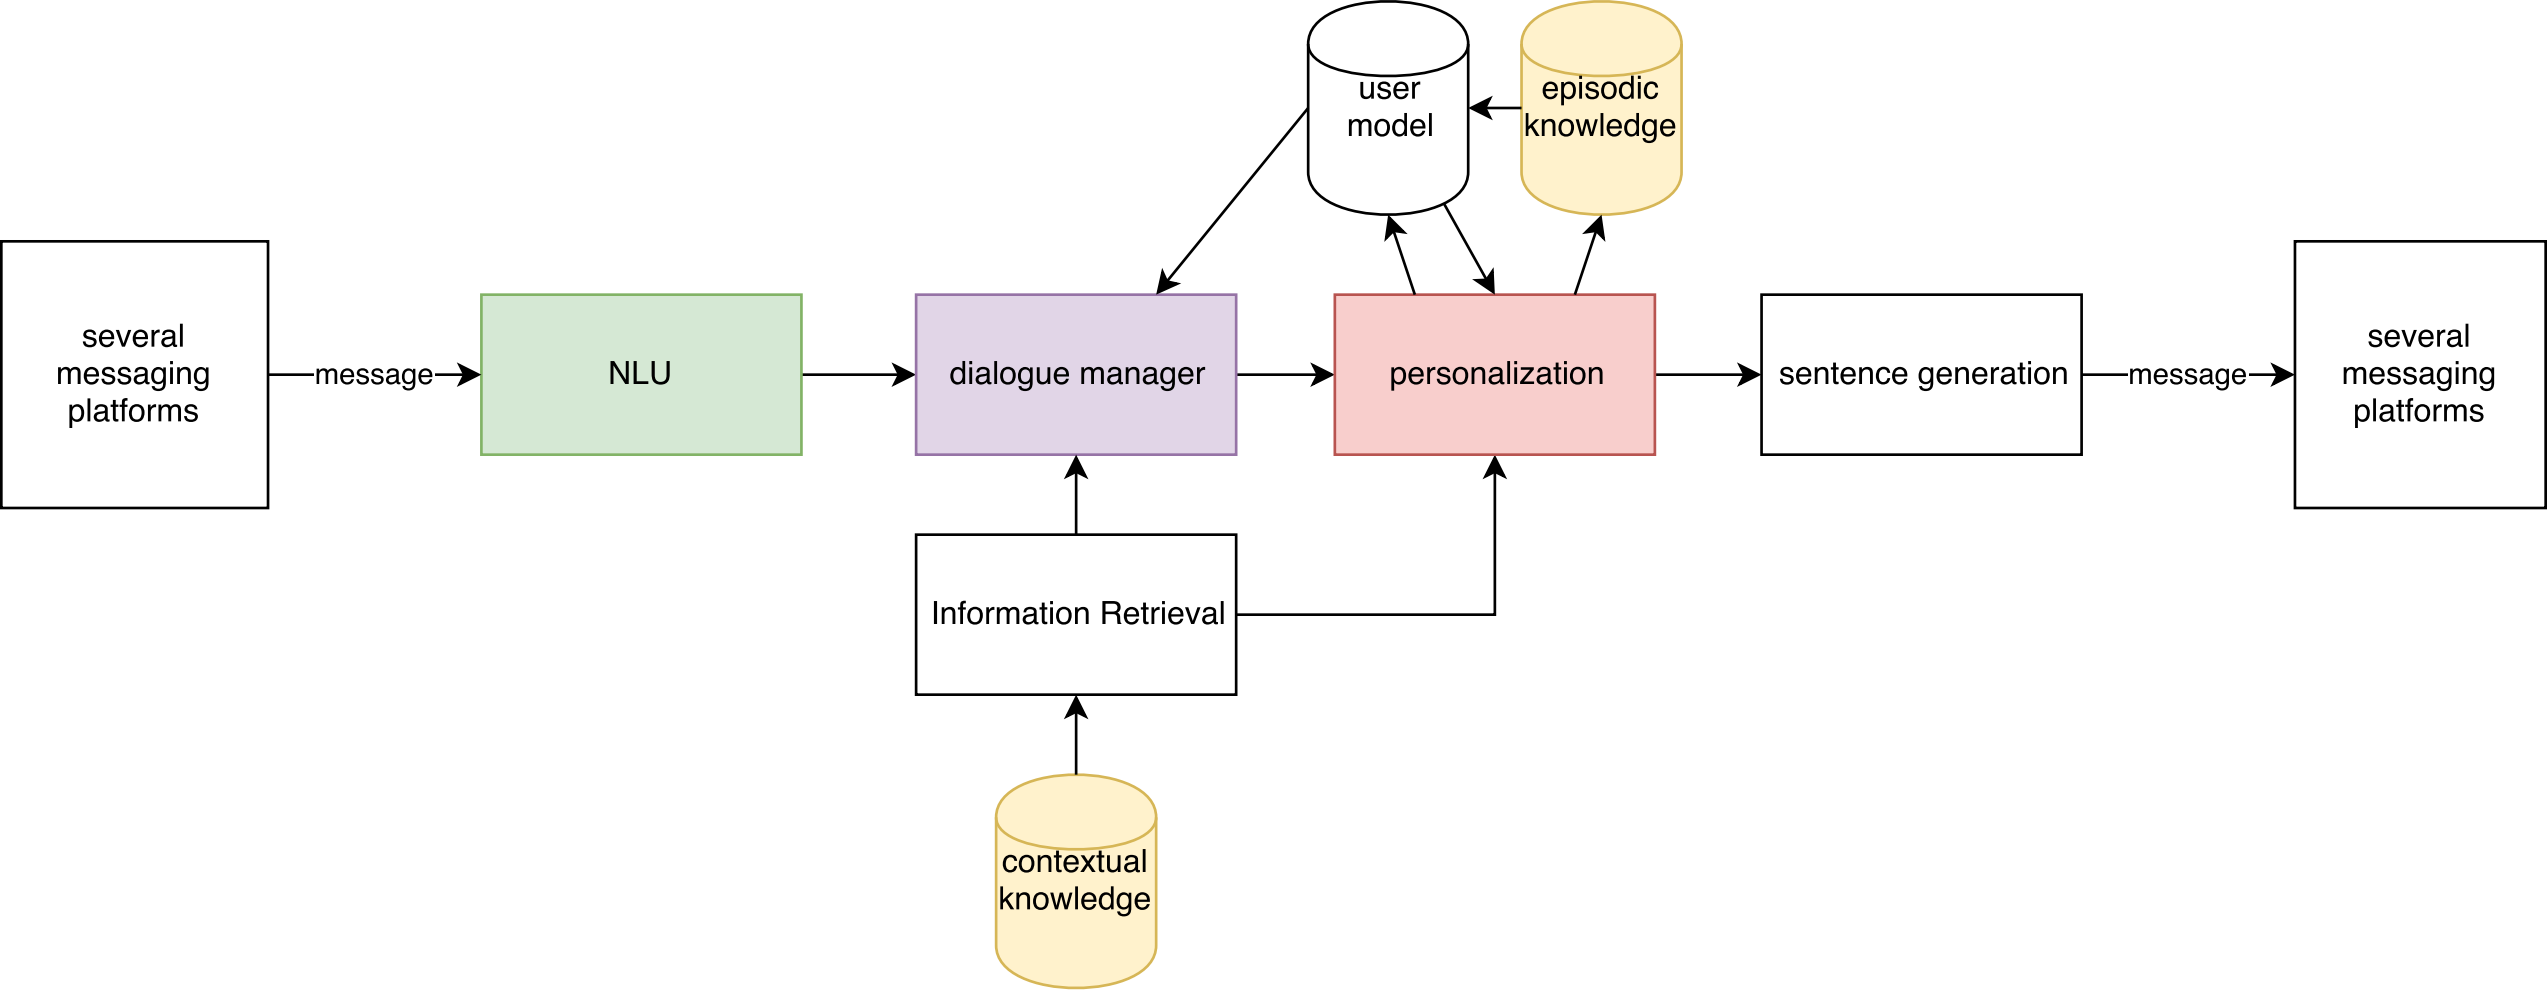 user
model
episodic
knowledge
several
messaging
platforms
message
NLU
dialogue manager
personalization
sentence generation
message
several
messaging
platforms
Information Retrieval
contextual
knowledge